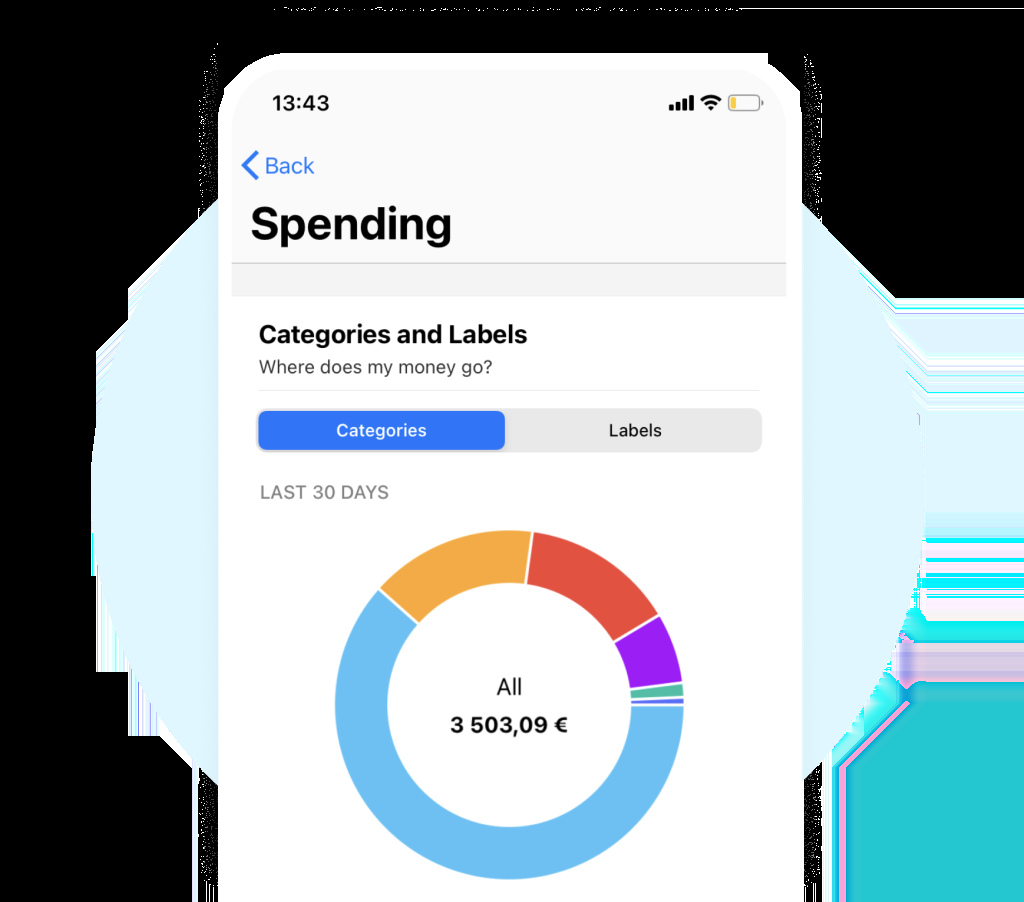 13:43
Back
Spending
Categories and Labels
Where does my money go?
Categories
Labels
LAST 30 DAYS
All
3 503,09 €